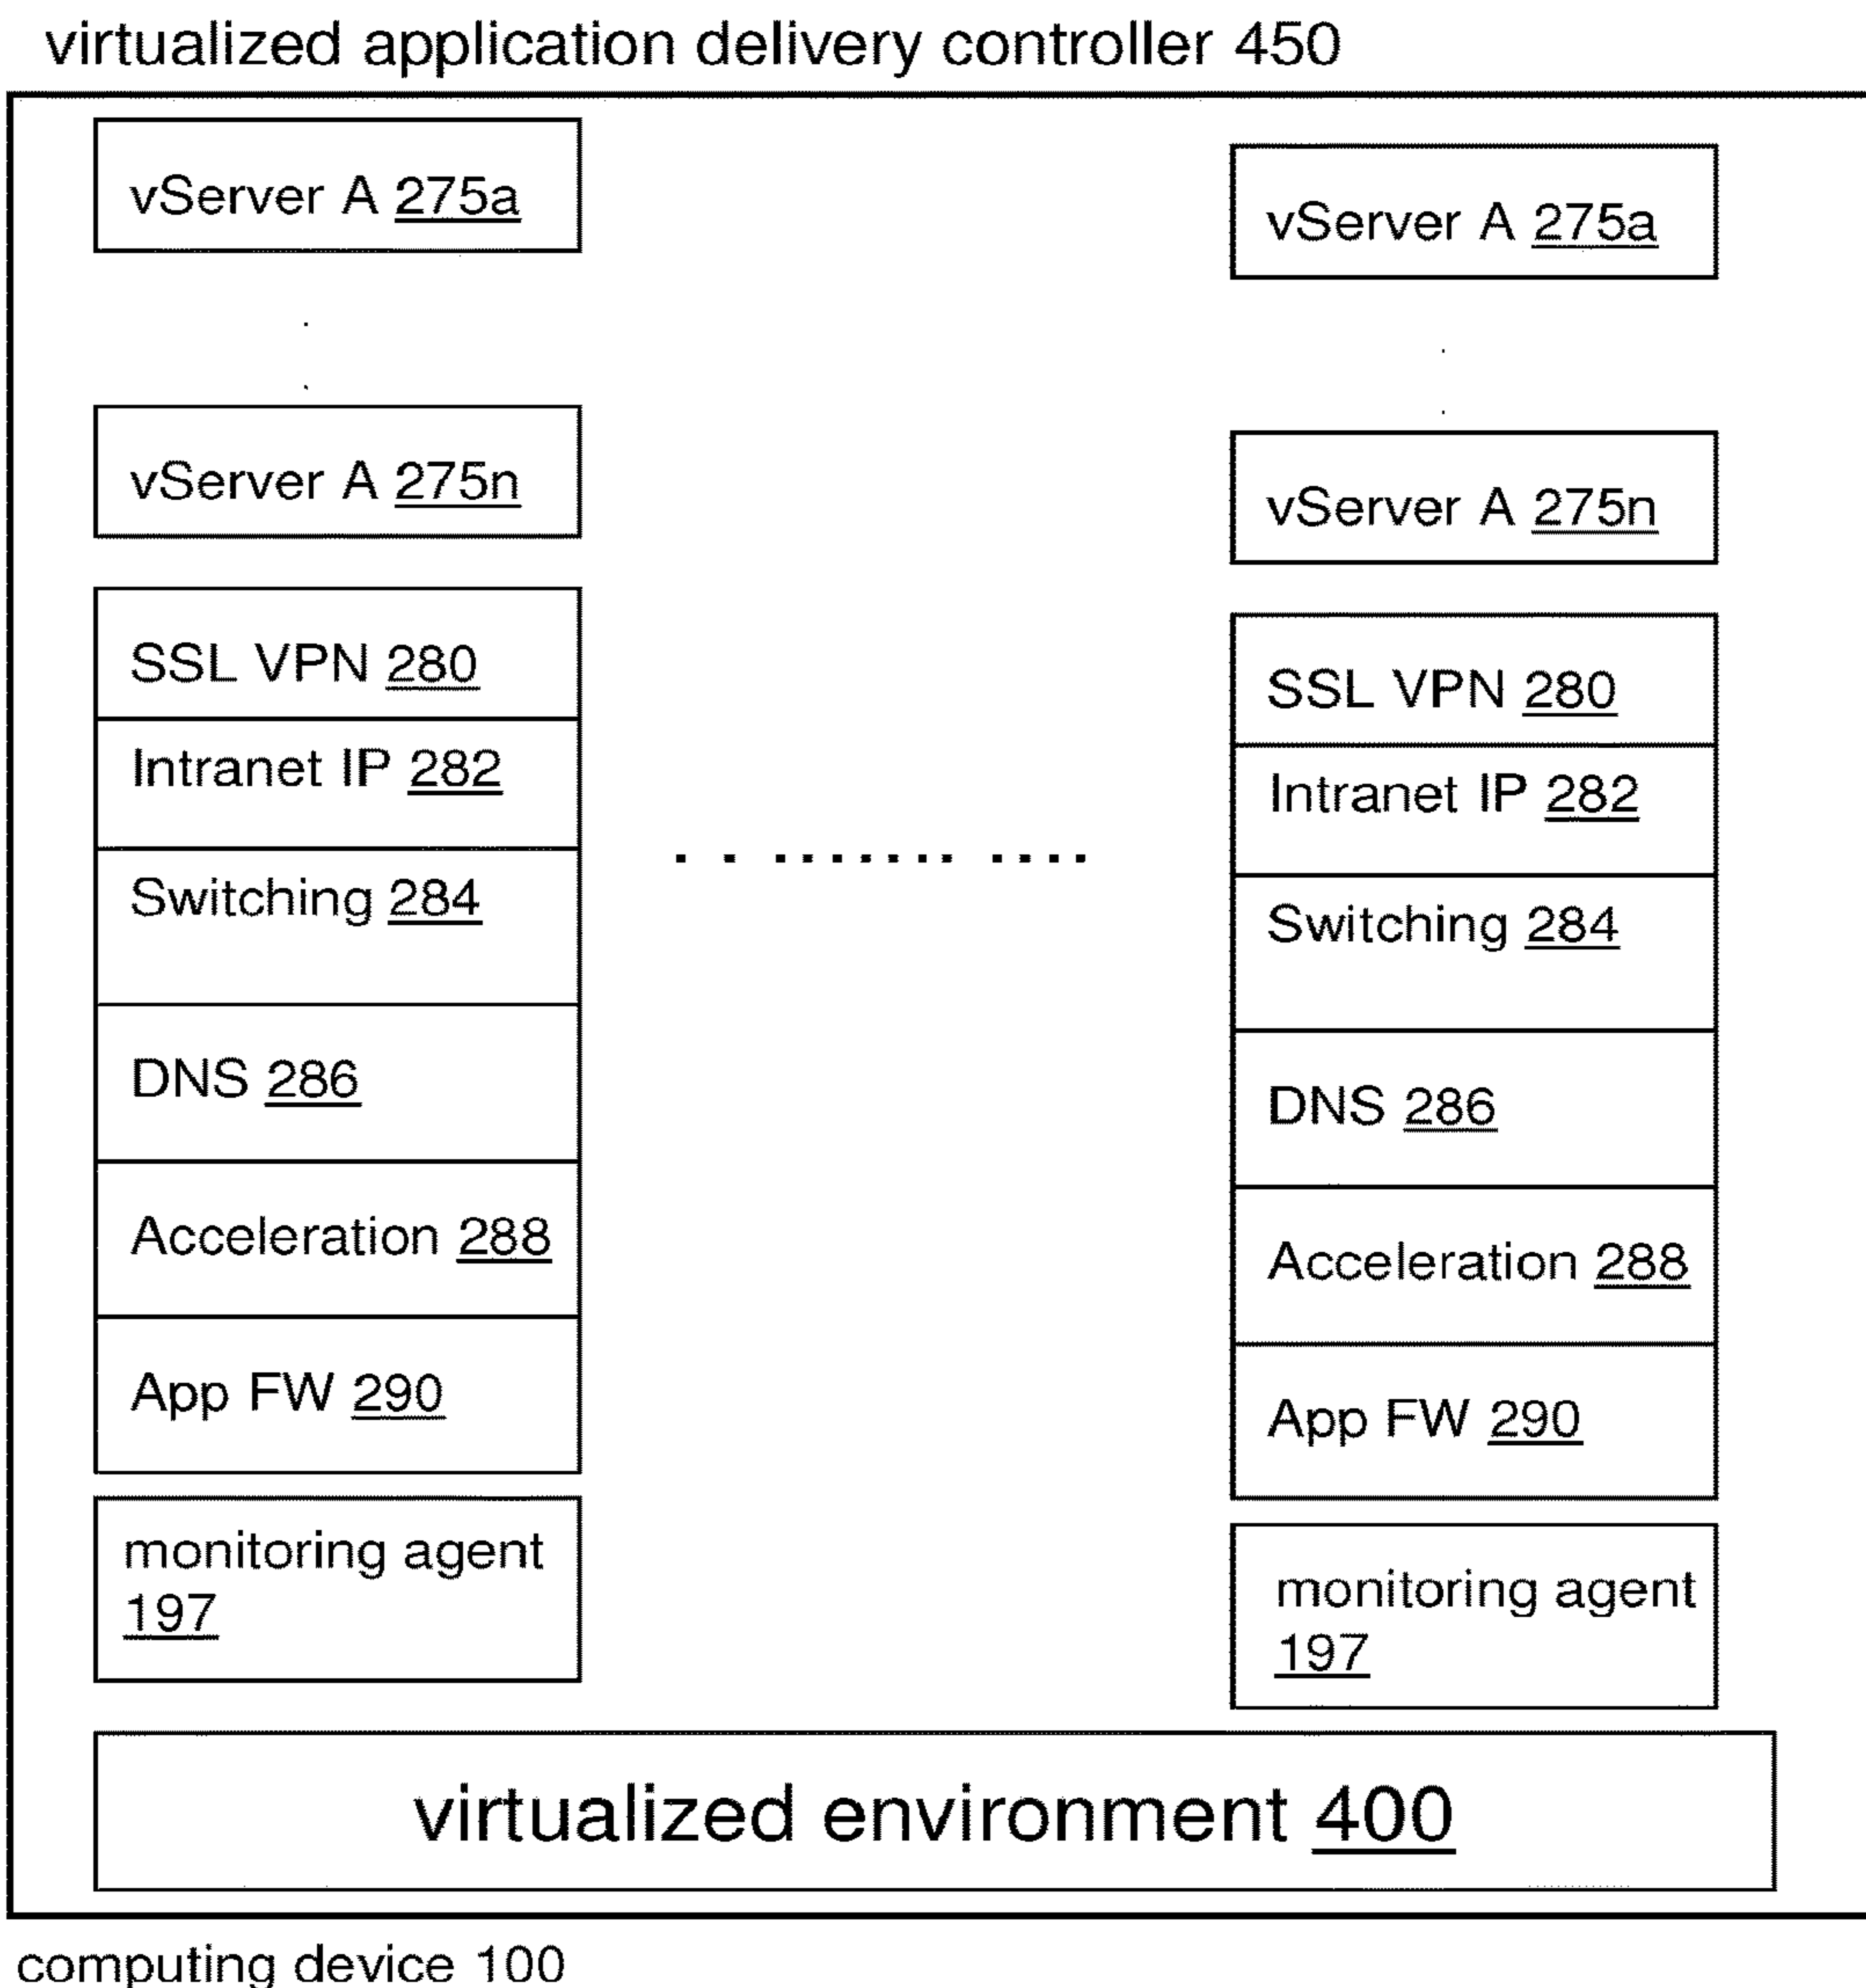 virtualized application delivery controller 450
vServer A 275a
vServer A 275n
SSL VPN 280
Intranet IP 282
Switching 284
DNS 286
Acceleration 288
App FW 290
monitoring agent
197
vServer A 275a
vServer A 275n
SSL VPN 280
Intranet IP 282
Switching 284
DNS 286
Acceleration 288
App FW 290
monitoring agent
197
virtualized environment 400
computing device 100